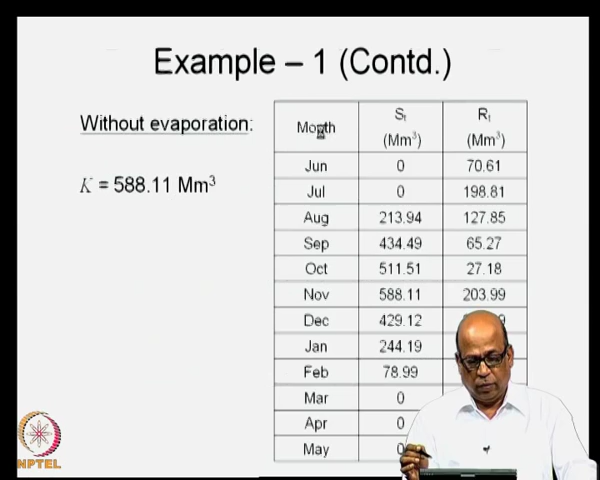 Example – 1 (Contd.)
Without evaporation:
K = 588.11 Mm³
Month St (Mm³) Rt (Mm³)
Jun 0 70.61
Jul 0 198.81
Aug 213.94 127.85
Sep 434.49 65.27
Oct 511.51 27.18
Nov 588.11 203.99
Dec 429.12
Jan 244.19
Feb 78.99
Mar 0
Apr 0
May 0
NPTEL